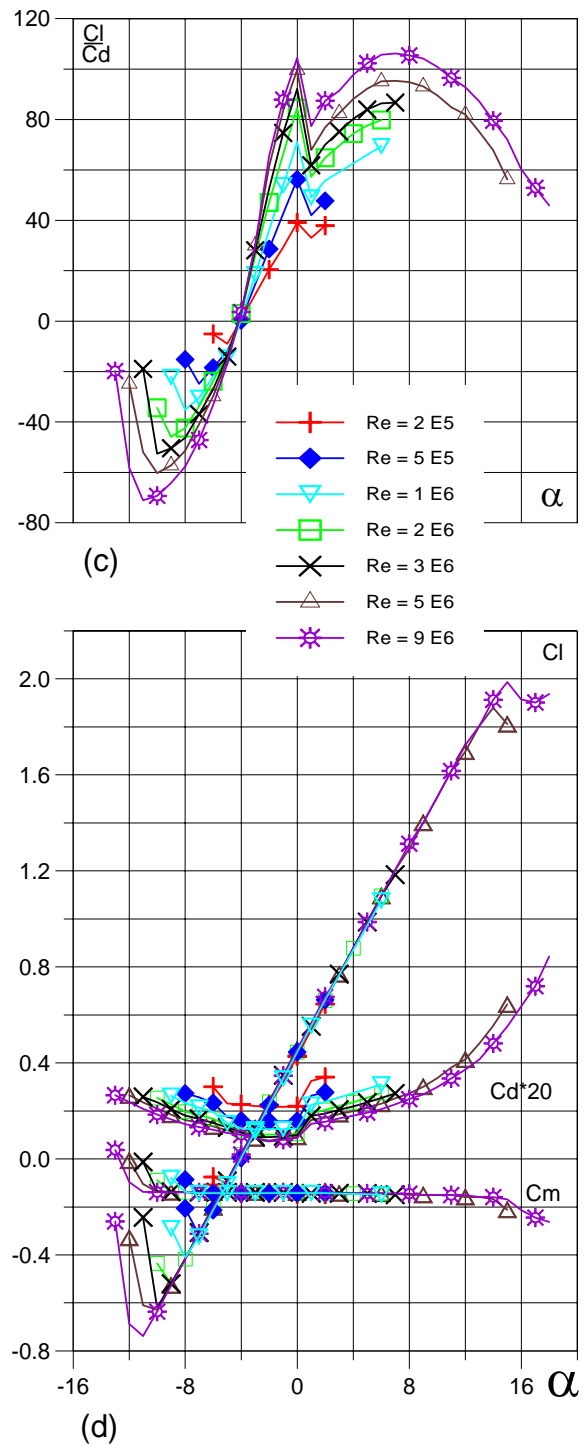 Cl
Cd
120
80
40
0
-40
-80
α
(c)
Re = 2 E5
Re = 5 E5
Re = 1 E6
Re = 2 E6
Re = 3 E6
Re = 5 E6
Re = 9 E6
Cl
2.0
1.6
1.2
0.8
0.4
Cd*20
0.0
Cm
-0.4
-0.8
-16 -8 0 8 16 α
(d)